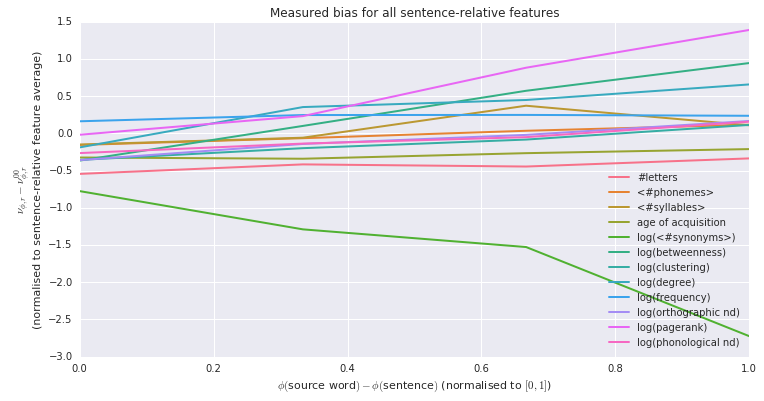 Measured bias for all sentence-relative features
1.5
1.0
0.5
0.0
−0.5
−1.0
−1.5
−2.0
−2.5
−3.0
0.0 0.2 0.4 0.6 0.8 1.0
ν_{ϕ,r} − ν_{ϕ,r}^{00}
(normalised to sentence-relative feature average)
ϕ(source word) − ϕ(sentence) (normalised to [0, 1])
#letters
<#phonemes>
<#syllables>
age of acquisition
log(<#synonyms>)
log(betweenness)
log(clustering)
log(degree)
log(frequency)
log(orthographic nd)
log(pagerank)
log(phonological nd)